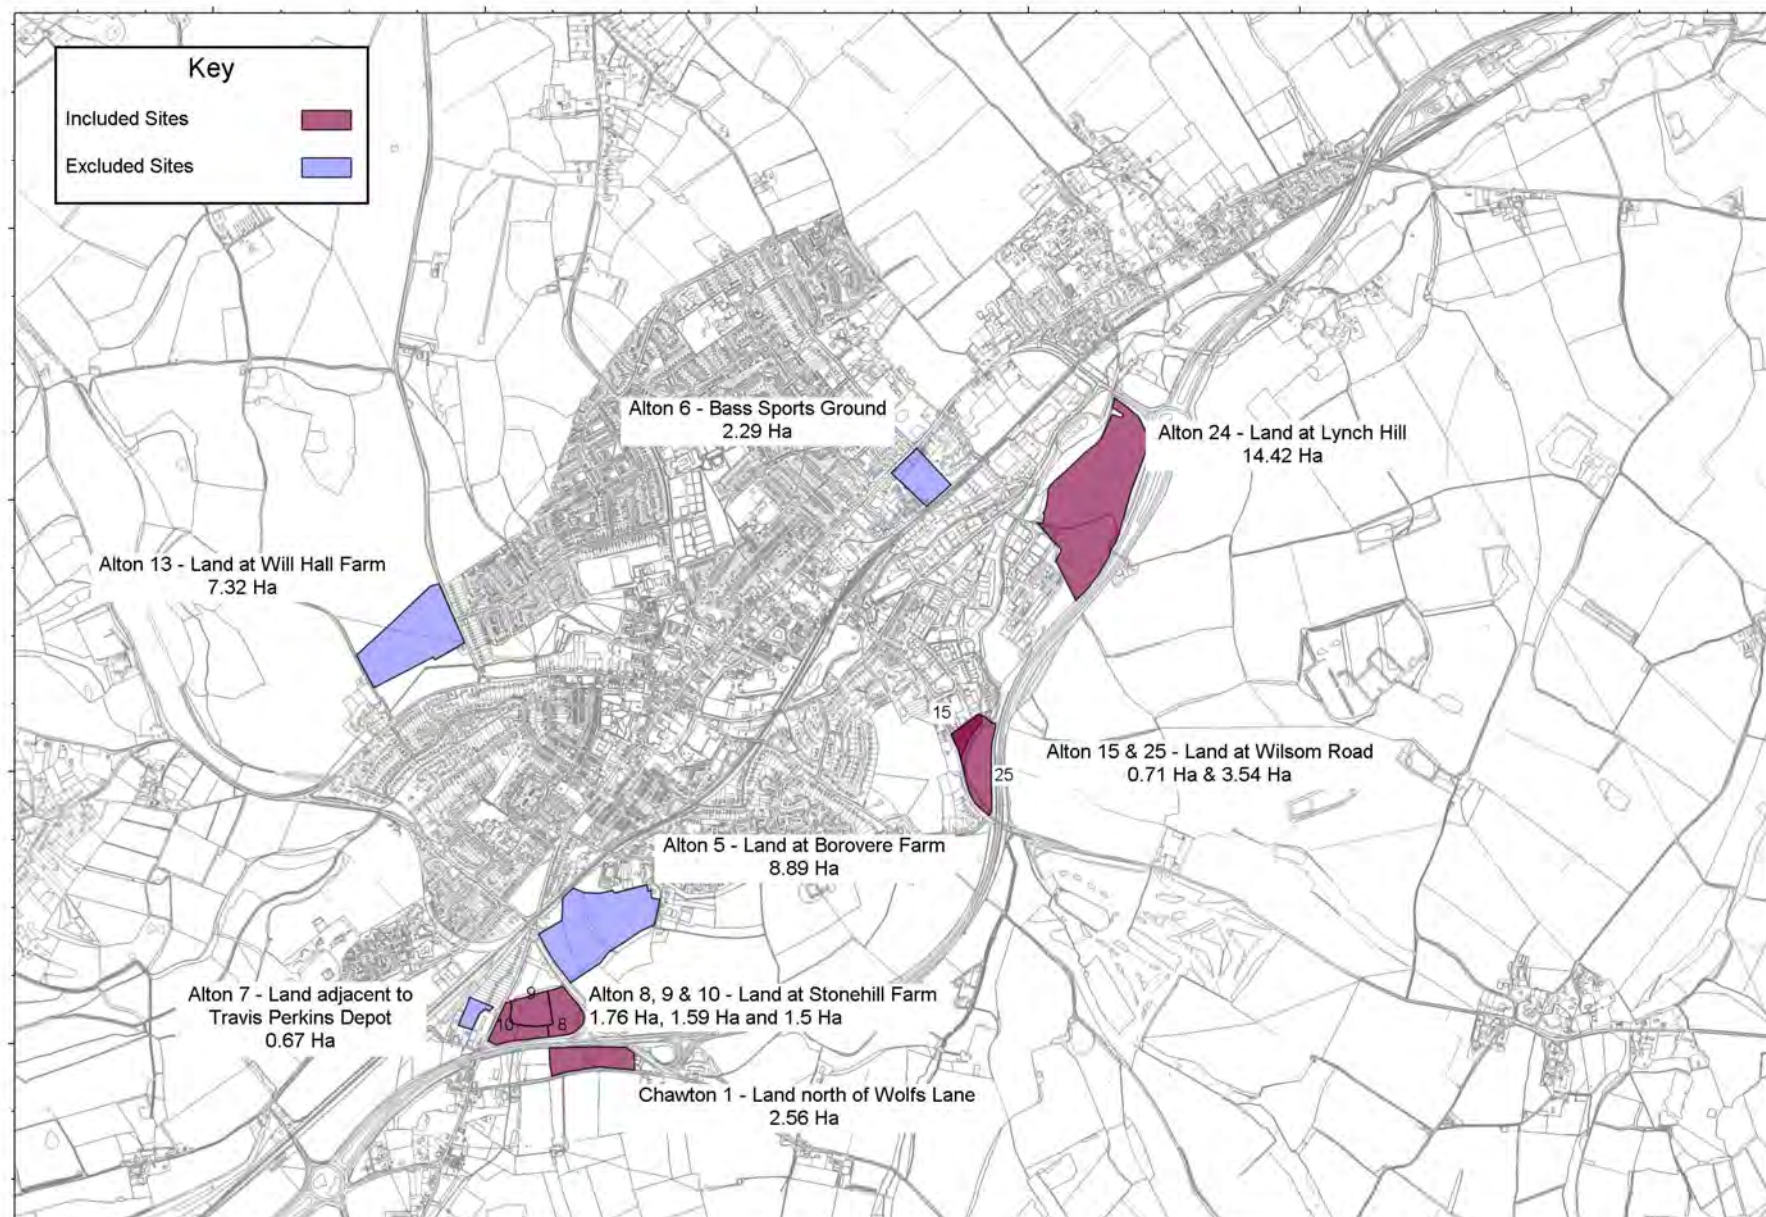 Key
Included Sites
Excluded Sites
Alton 6 - Bass Sports Ground
2.29 Ha
Alton 24 - Land at Lynch Hill
14.42 Ha
Alton 13 - Land at Will Hall Farm
7.32 Ha
15
25
Alton 15 & 25 - Land at Wilsom Road
0.71 Ha & 3.54 Ha
Alton 5 - Land at Borovere Farm
8.89 Ha
Alton 7 - Land adjacent to
Travis Perkins Depot
0.67 Ha
9
10
8
Alton 8, 9 & 10 - Land at Stonehill Farm
1.76 Ha, 1.59 Ha and 1.5 Ha
Chawton 1 - Land north of Wolfs Lane
2.56 Ha